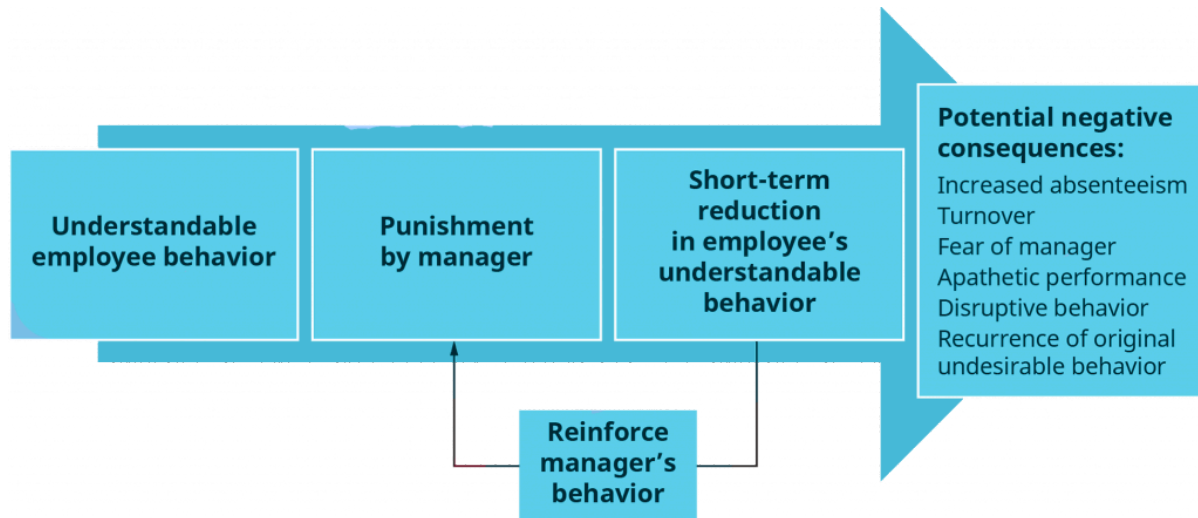 Understandable
employee behavior
Punishment
by manager
Short-term
reduction
in employee’s
understandable
behavior
Potential negative
consequences:
Increased absenteeism
Turnover
Fear of manager
Apathetic performance
Disruptive behavior
Recurrence of original
undesirable behavior
Reinforce
manager’s
behavior